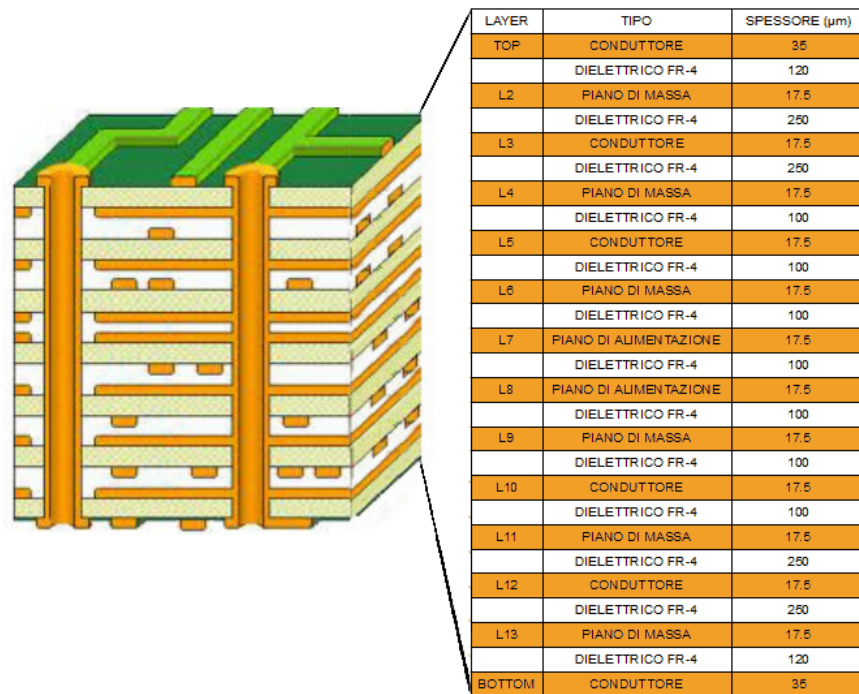 LAYER TIPO SPESSORE (µm)
TOP CONDUTTORE 35
DIELETTRICO FR-4 120
L2 PIANO DI MASSA 17.5
DIELETTRICO FR-4 250
L3 CONDUTTORE 17.5
DIELETTRICO FR-4 250
L4 PIANO DI MASSA 17.5
DIELETTRICO FR-4 100
L5 CONDUTTORE 17.5
DIELETTRICO FR-4 100
L6 PIANO DI MASSA 17.5
DIELETTRICO FR-4 100
L7 PIANO DI ALIMENTAZIONE 17.5
DIELETTRICO FR-4 100
L8 PIANO DI ALIMENTAZIONE 17.5
DIELETTRICO FR-4 100
L9 PIANO DI MASSA 17.5
DIELETTRICO FR-4 100
L10 CONDUTTORE 17.5
DIELETTRICO FR-4 100
L11 PIANO DI MASSA 17.5
DIELETTRICO FR-4 250
L12 CONDUTTORE 17.5
DIELETTRICO FR-4 250
L13 PIANO DI MASSA 17.5
DIELETTRICO FR-4 120
BOTTOM CONDUTTORE 35